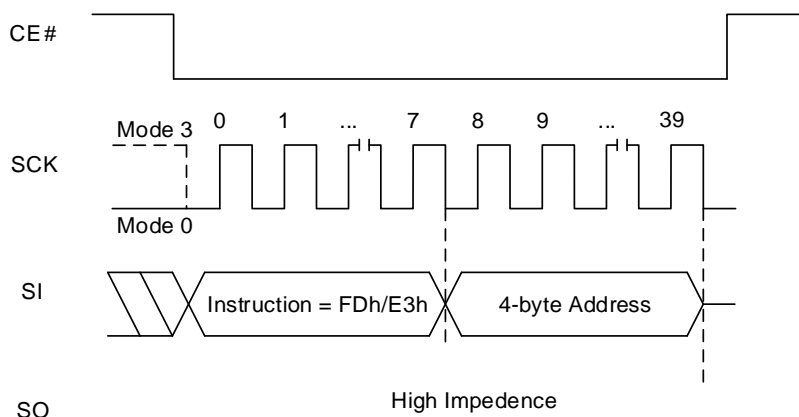 CE#
0 1 ... 7 8 9 ... 39
Mode 3
SCK
Mode 0
SI
Instruction = FDh/E3h 4-byte Address
High Impedence
SO